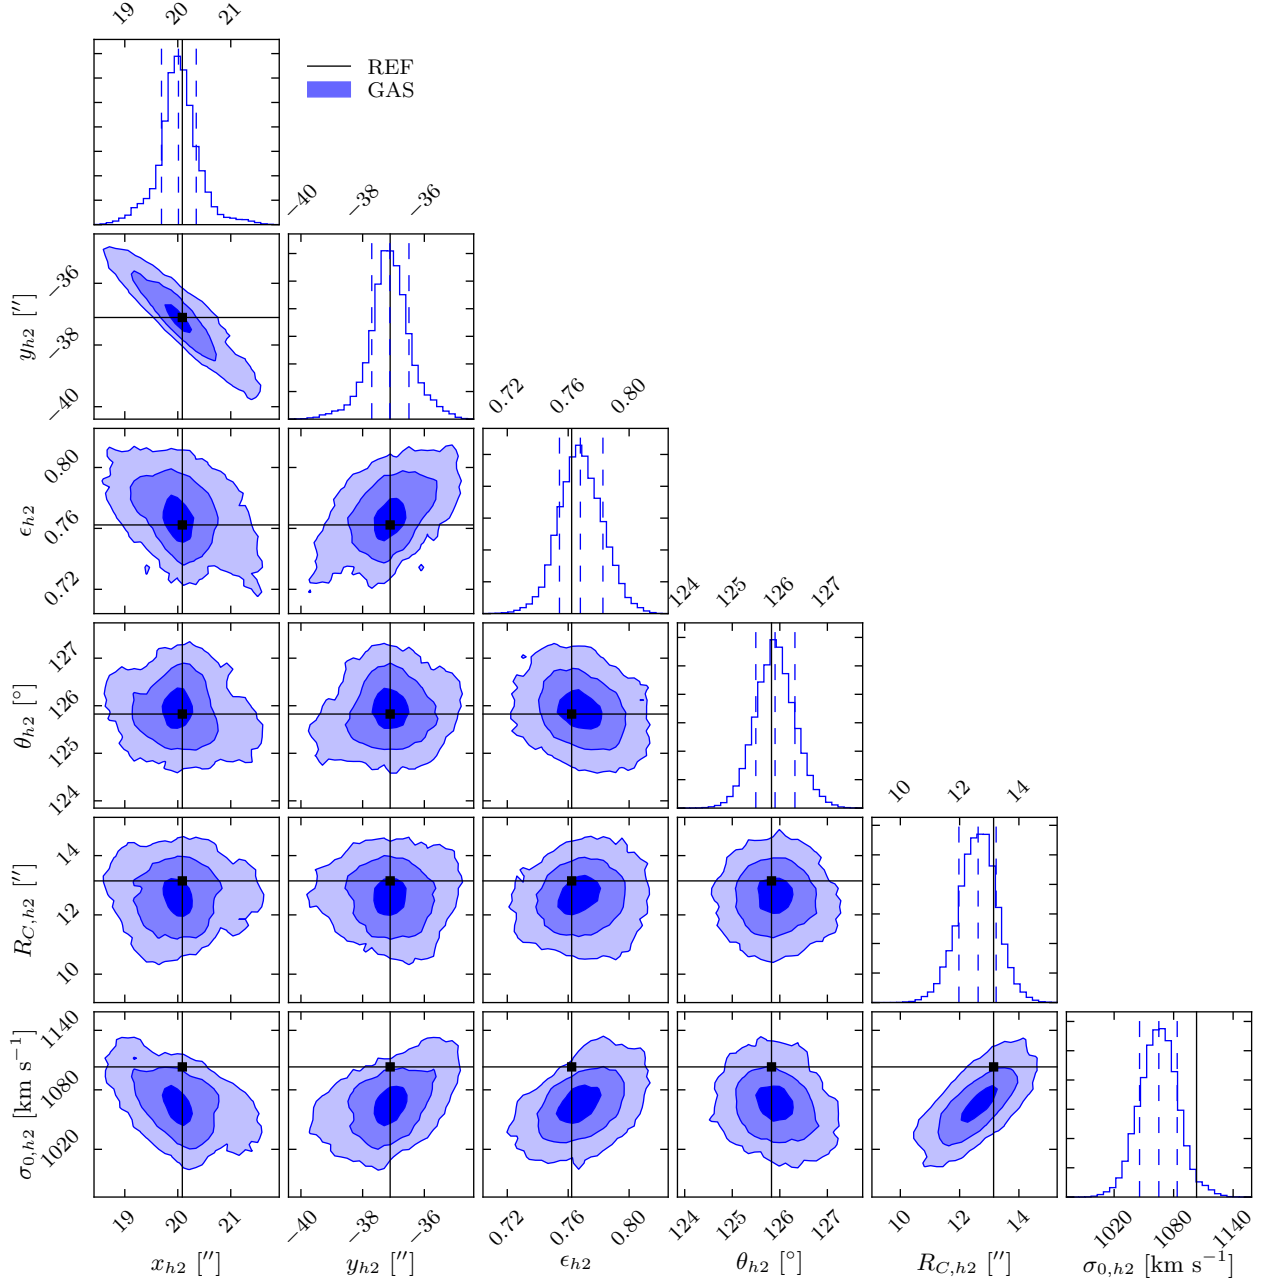 19 20 21
REF
GAS
−40 −38 −36
y_{h2} [″]
−36
−38
−40
0.72 0.76 0.80
ϵ_{h2}
0.80
0.76
0.72
124 125 126 127
θ_{h2} [°]
127
126
125
124
10 12 14
R_{C,h2} [″]
14
12
10
σ_{0,h2} [km s⁻¹]
1140
1080
1020
19 20 21 −40 −38 −36 0.72 0.76 0.80 124 125 126 127 10 12 14 1020 1080 1140
x_{h2} [″] y_{h2} [″] ϵ_{h2} θ_{h2} [°] R_{C,h2} [″] σ_{0,h2} [km s⁻¹]